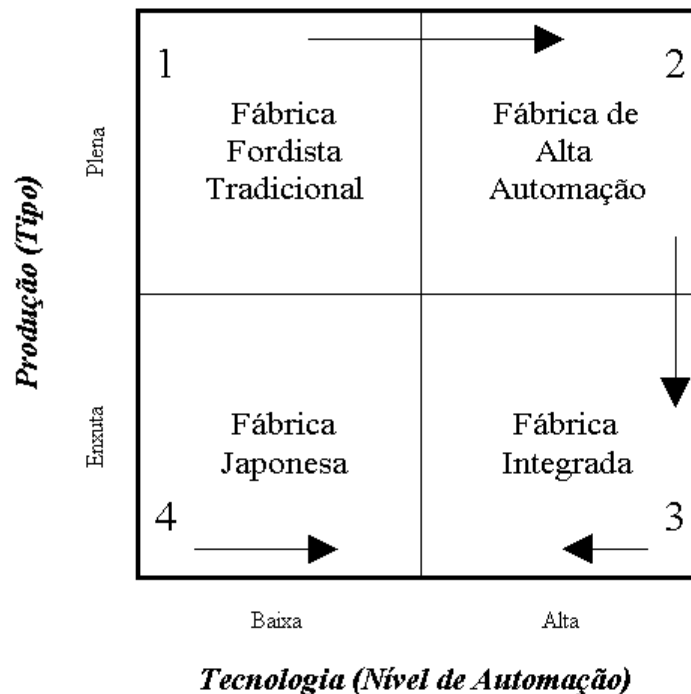 1
2
Fábrica
Fordista
Tradicional
Fábrica de
Alta
Automação
Plena
Produção (Tipo)
Enxuta
Fábrica
Japonesa
Fábrica
Integrada
4
3
Baixa
Alta
Tecnologia (Nível de Automação)